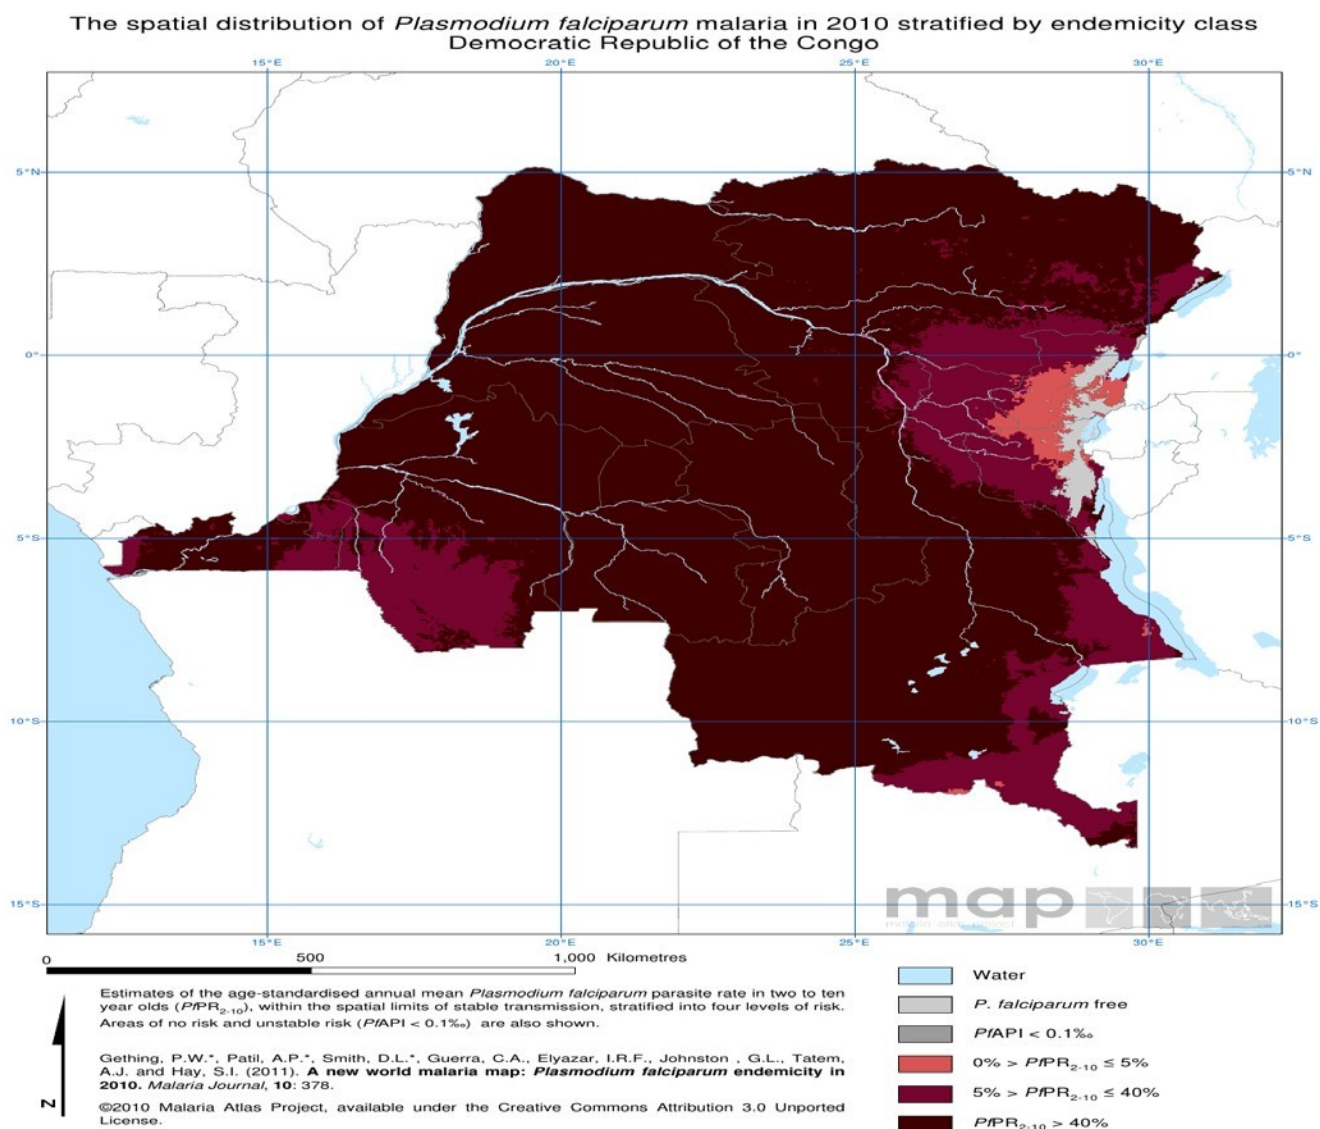 The spatial distribution of Plasmodium falciparum malaria in 2010 stratified by endemicity class
Democratic Republic of the Congo
15°E 20°E 25°E 30°E
5°N 5°N
0° 0°
5°S 5°S
10°S 10°S
map
malaria atlas project
15°S 15°S
15°E 20°E 25°E 30°E
0 500 1,000 Kilometres
Estimates of the age-standardised annual mean Plasmodium falciparum parasite rate in two to ten
year olds (PfPR2-10), within the spatial limits of stable transmission, stratified into four levels of risk.
Areas of no risk and unstable risk (PfAPI < 0.1‰) are also shown.
Gething, P.W.*, Patil, A.P.*, Smith, D.L.*, Guerra, C.A., Elyazar, I.R.F., Johnston , G.L., Tatem,
A.J. and Hay, S.I. (2011). A new world malaria map: Plasmodium falciparum endemicity in
2010. Malaria Journal, 10: 378.
©2010 Malaria Atlas Project, available under the Creative Commons Attribution 3.0 Unported
License.
N
Water
P. falciparum free
PfAPI < 0.1‰
0% > PfPR2-10 ≤ 5%
5% > PfPR2-10 ≤ 40%
PfPR2-10 > 40%